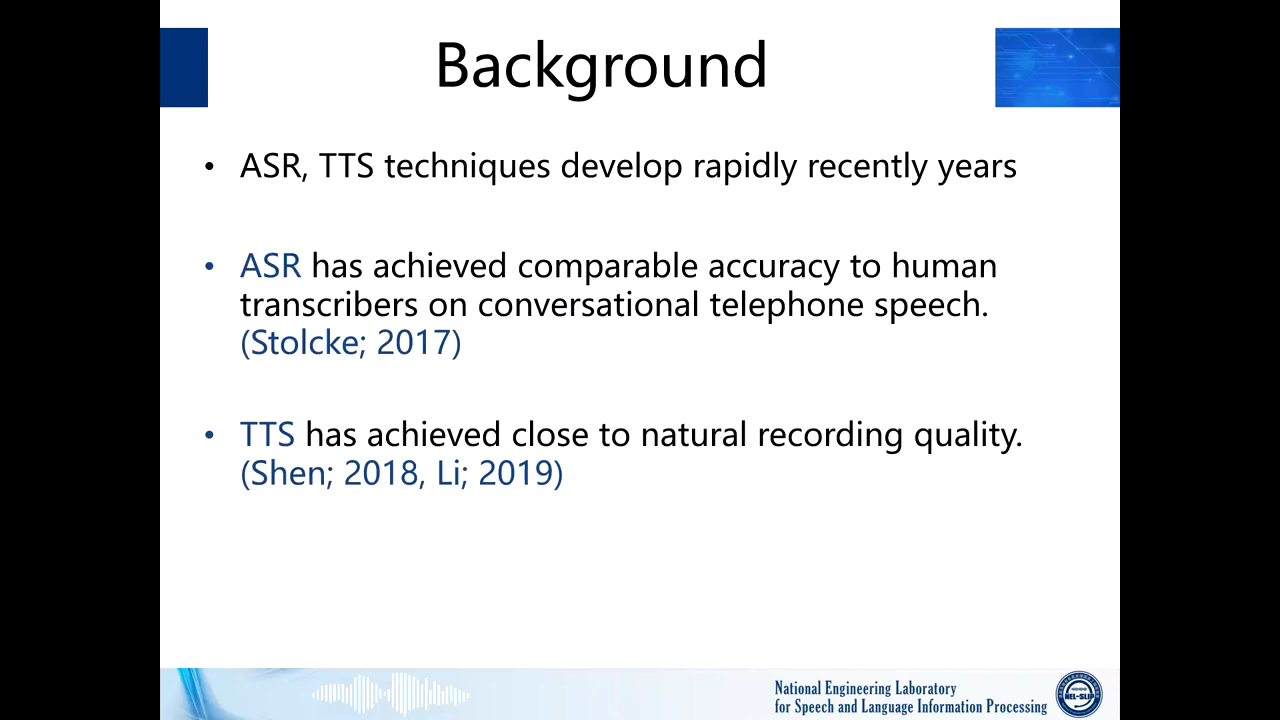 Background
• ASR, TTS techniques develop rapidly recently years
• ASR has achieved comparable accuracy to human
transcribers on conversational telephone speech.
(Stolcke; 2017)
• TTS has achieved close to natural recording quality.
(Shen; 2018, Li; 2019)
National Engineering Laboratory
for Speech and Language Information Processing
NEL-SLIP